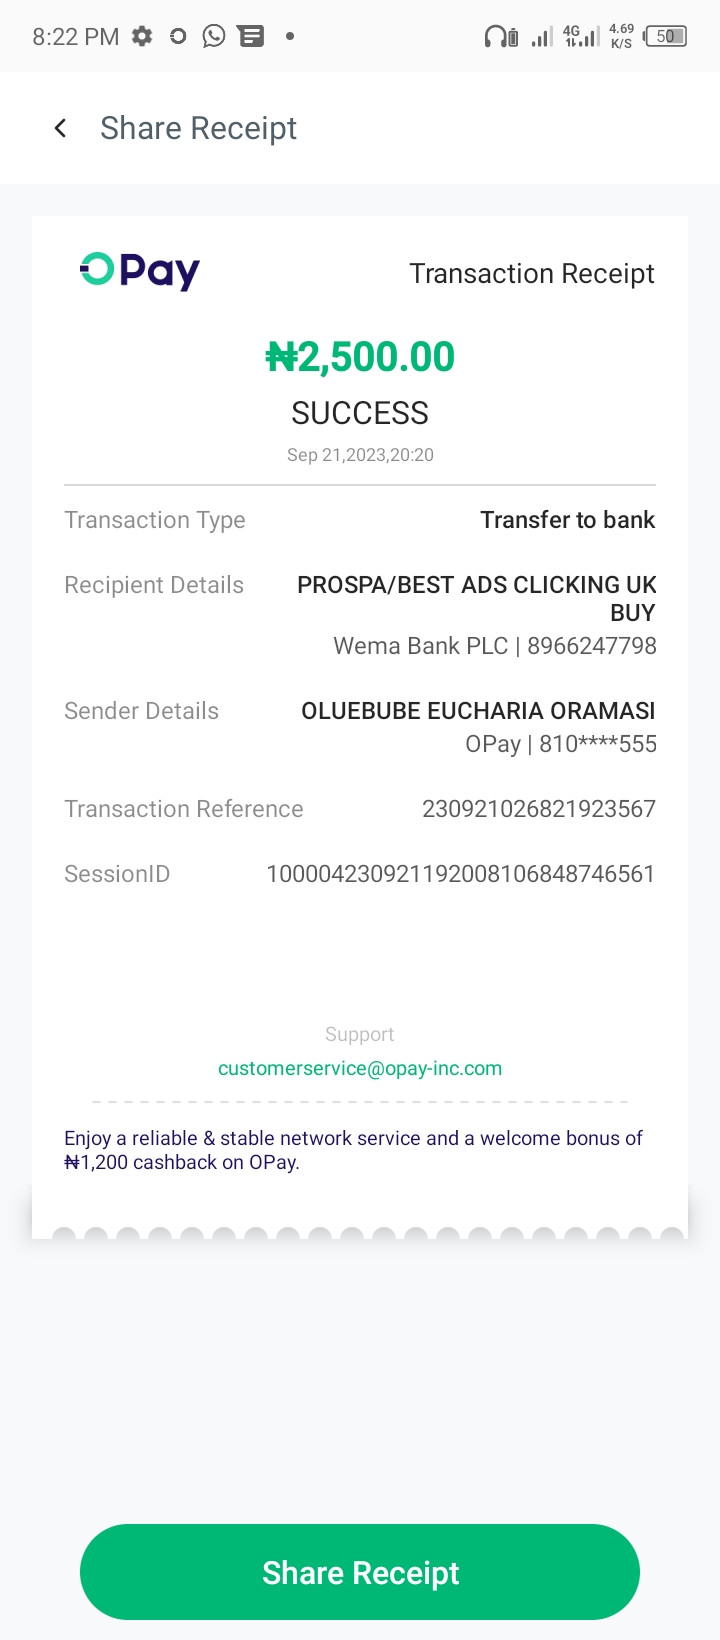 8:22 PM 4G 4.69 K/S 50
Share Receipt
OPay Transaction Receipt
₦2,500.00
SUCCESS
Sep 21,2023,20:20
Transaction Type Transfer to bank
Recipient Details PROSPA/BEST ADS CLICKING UK
BUY
Wema Bank PLC | 8966247798
Sender Details OLUEBUBE EUCHARIA ORAMASI
OPay | 810****555
Transaction Reference 230921026821923567
SessionID 100004230921192008106848746561
Support
customerservice@opay-inc.com
Enjoy a reliable & stable network service and a welcome bonus of
₦1,200 cashback on OPay.
Share Receipt